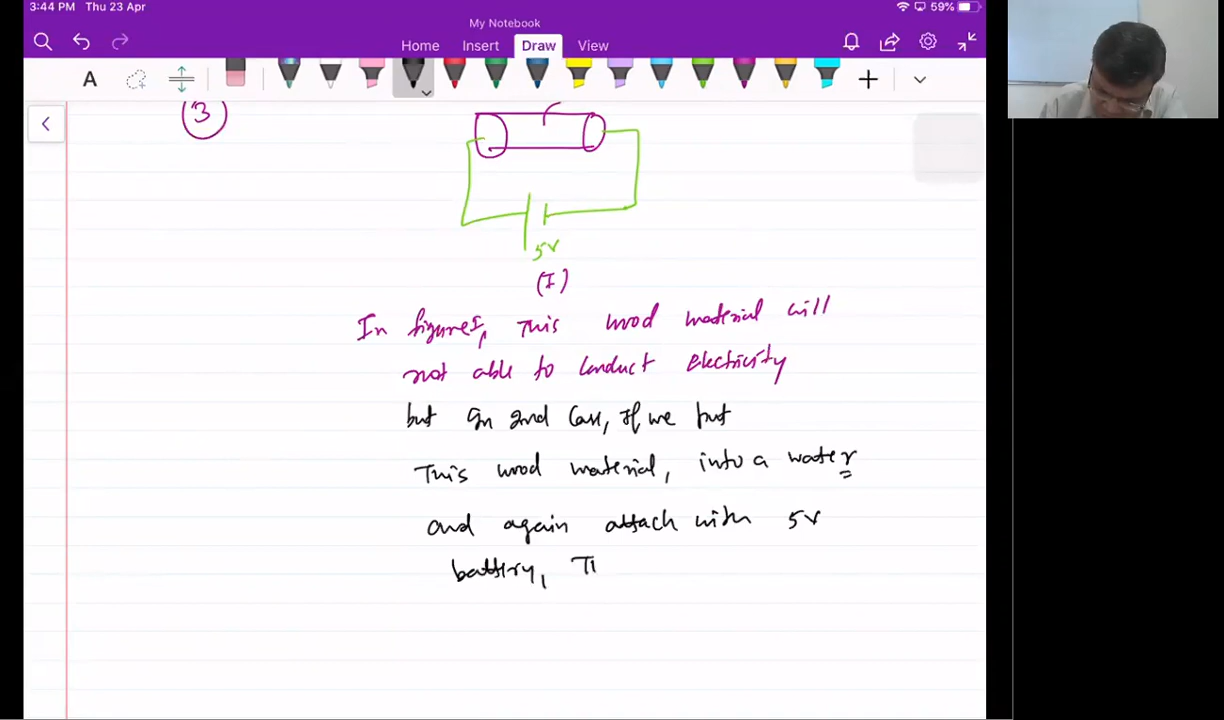 3:44 PM Thu 23 Apr
59%
My Notebook
Home Insert Draw View
A
3
5V
(I)
In figure I, This wood material will
not able to conduct Electricity
but In 2nd Case, If we put
This wood material, into a water
and again attach with 5V
battery, Th